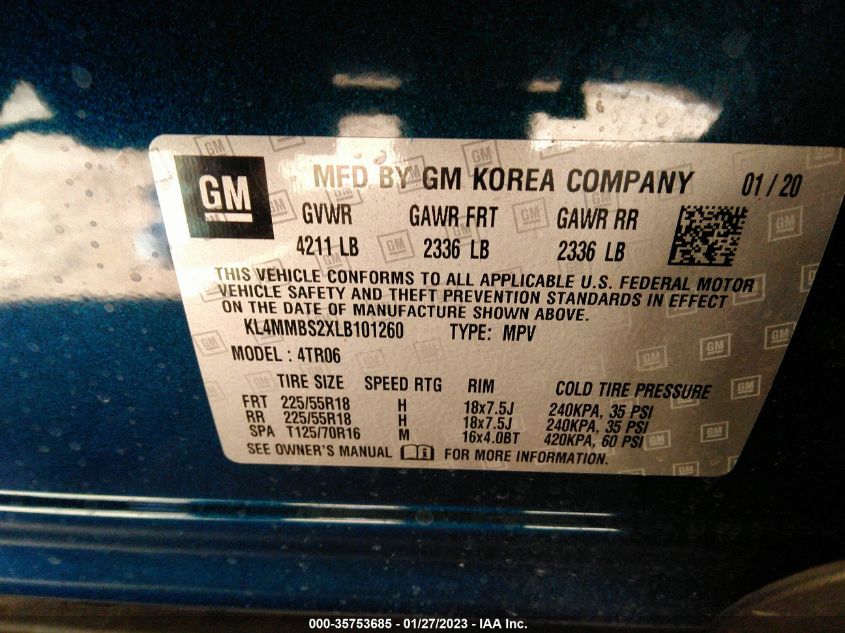 GM
MFD BY GM KOREA COMPANY 01/20
GVWR GAWR FRT GAWR RR
4211 LB 2336 LB 2336 LB
THIS VEHICLE CONFORMS TO ALL APPLICABLE U.S. FEDERAL MOTOR
VEHICLE SAFETY AND THEFT PREVENTION STANDARDS IN EFFECT
ON THE DATE OF MANUFACTURE SHOWN ABOVE.
KL4MMBS2XLB101260 TYPE: MPV
MODEL : 4TR06
TIRE SIZE SPEED RTG RIM COLD TIRE PRESSURE
FRT 225/55R18 H 18x7.5J 240KPA, 35 PSI
RR 225/55R18 H 18x7.5J 240KPA, 35 PSI
SPA T125/70R16 M 16x4.0BT 420KPA, 60 PSI
SEE OWNER'S MANUAL FOR MORE INFORMATION.
000-35753685 - 01/27/2023 - IAA Inc.